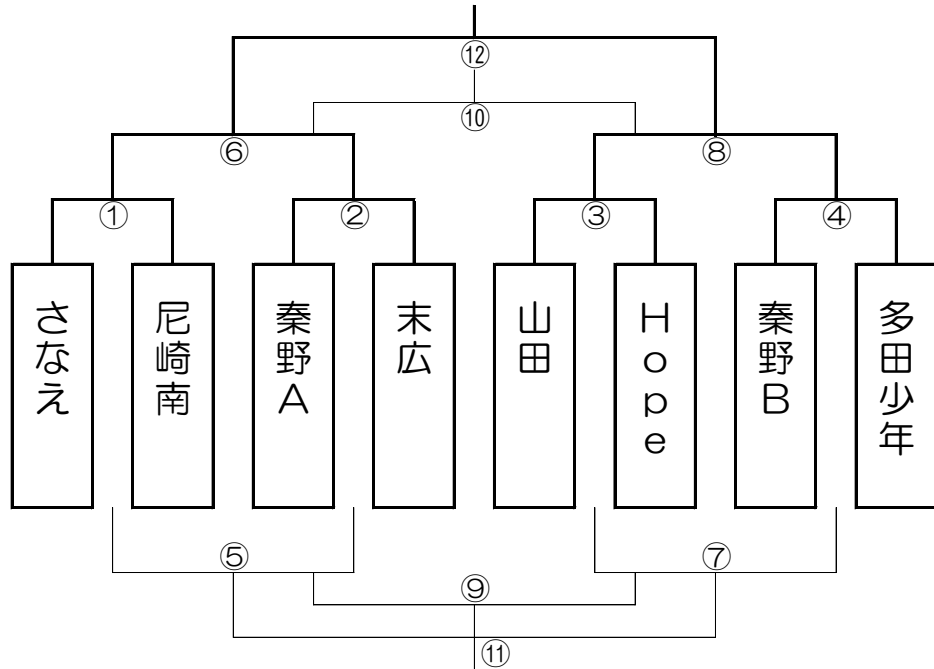 ⑫
⑩
⑥
⑧
①
②
③
④
さなえ
尼崎南
秦野A
末広
山田
Hope
秦野B
多田少年
⑤
⑦
⑨
⑪